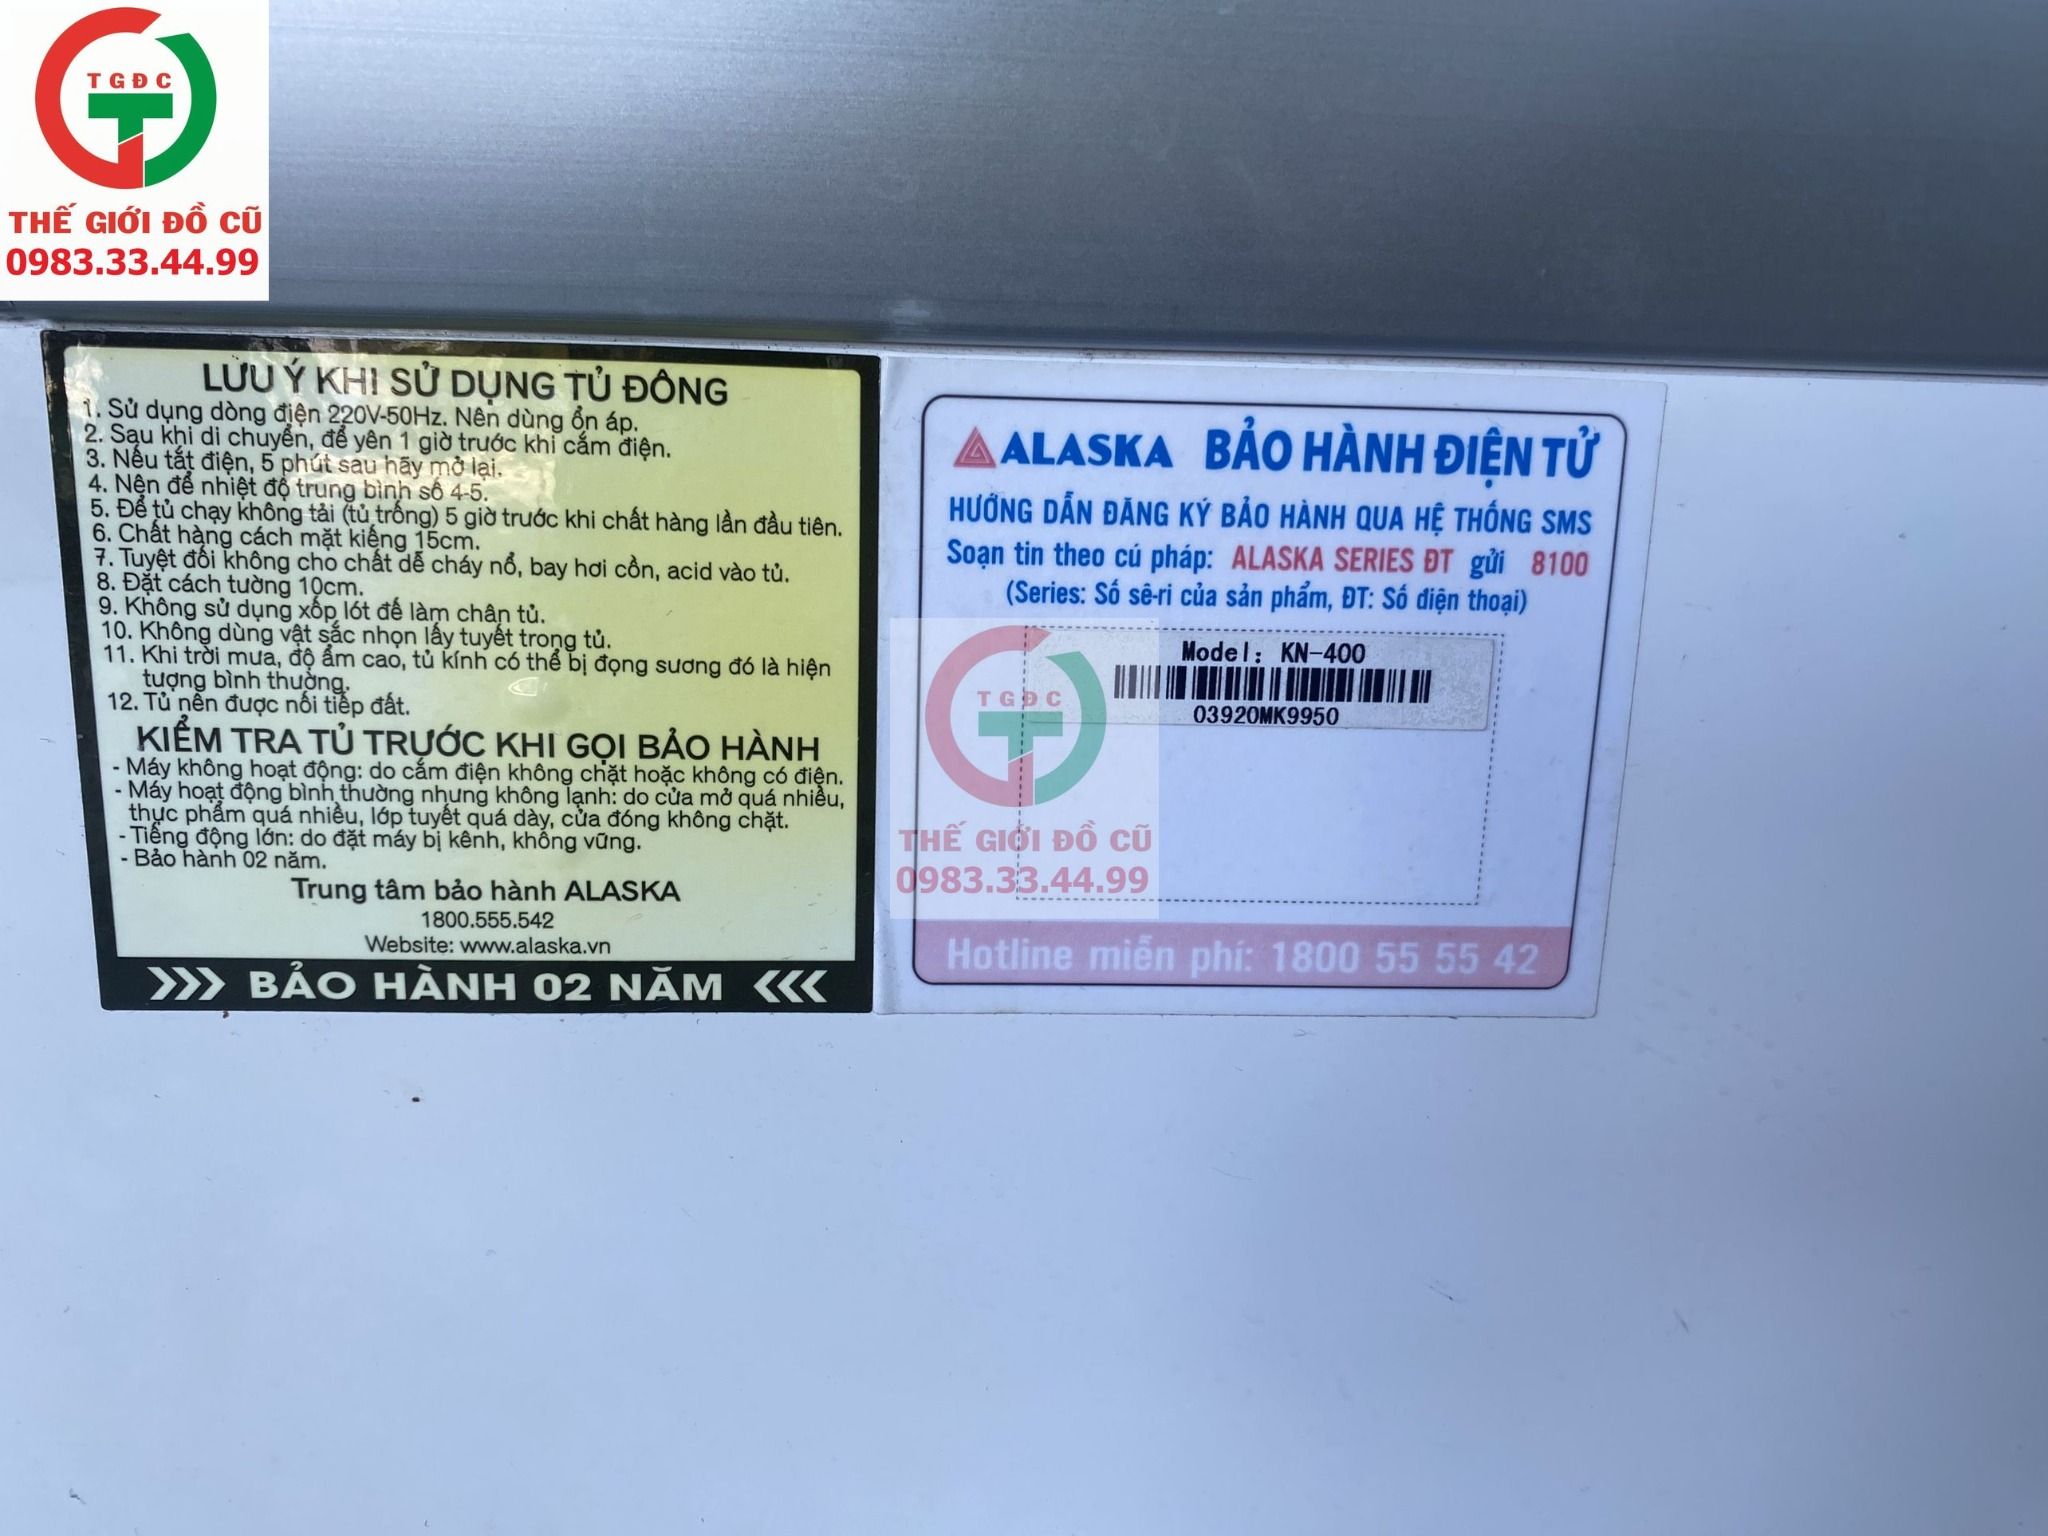 TGĐC
THẾ GIỚI ĐỒ CŨ
0983.33.44.99
LƯU Ý KHI SỬ DỤNG TỦ ĐÔNG
1. Sử dụng dòng điện 220V-50Hz. Nên dùng ổn áp.
2. Sau khi di chuyển, để yên 1 giờ trước khi cắm điện.
3. Nếu tắt điện, 5 phút sau hãy mở lại.
4. Nên để nhiệt độ trung bình số 4-5.
5. Để tủ chạy không tải (tủ trống) 5 giờ trước khi chất hàng lần đầu tiên.
6. Chất hàng cách mặt kiếng 15cm.
7. Tuyệt đối không cho chất dễ cháy nổ, bay hơi cồn, acid vào tủ.
8. Đặt cách tường 10cm.
9. Không sử dụng xốp lót để làm chân tủ.
10. Không dùng vật sắc nhọn lấy tuyết trong tủ.
11. Khi trời mưa, độ ẩm cao, tủ kính có thể bị đọng sương đó là hiện
tượng bình thường.
12. Tủ nên được nối tiếp đất.
KIỂM TRA TỦ TRƯỚC KHI GỌI BẢO HÀNH
- Máy không hoạt động: do cắm điện không chặt hoặc không có điện.
- Máy hoạt động bình thường nhưng không lạnh: do cửa mở quá nhiều,
thực phẩm quá nhiều, lớp tuyết quá dày, cửa đóng không chặt.
- Tiếng động lớn: do đặt máy bị kênh, không vững.
- Bảo hành 02 năm.
Trung tâm bảo hành ALASKA
1800.555.542
Website: www.alaska.vn
>>> BẢO HÀNH 02 NĂM <<<
ALASKA BẢO HÀNH ĐIỆN TỬ
HƯỚNG DẪN ĐĂNG KÝ BẢO HÀNH QUA HỆ THỐNG SMS
Soạn tin theo cú pháp: ALASKA SERIES ĐT gửi 8100
(Series: Số sê-ri của sản phẩm, ĐT: Số điện thoại)
Model: KN-400
03920MK9950
TGĐC
THẾ GIỚI ĐỒ CŨ
0983.33.44.99
Hotline miễn phí: 1800 55 55 42